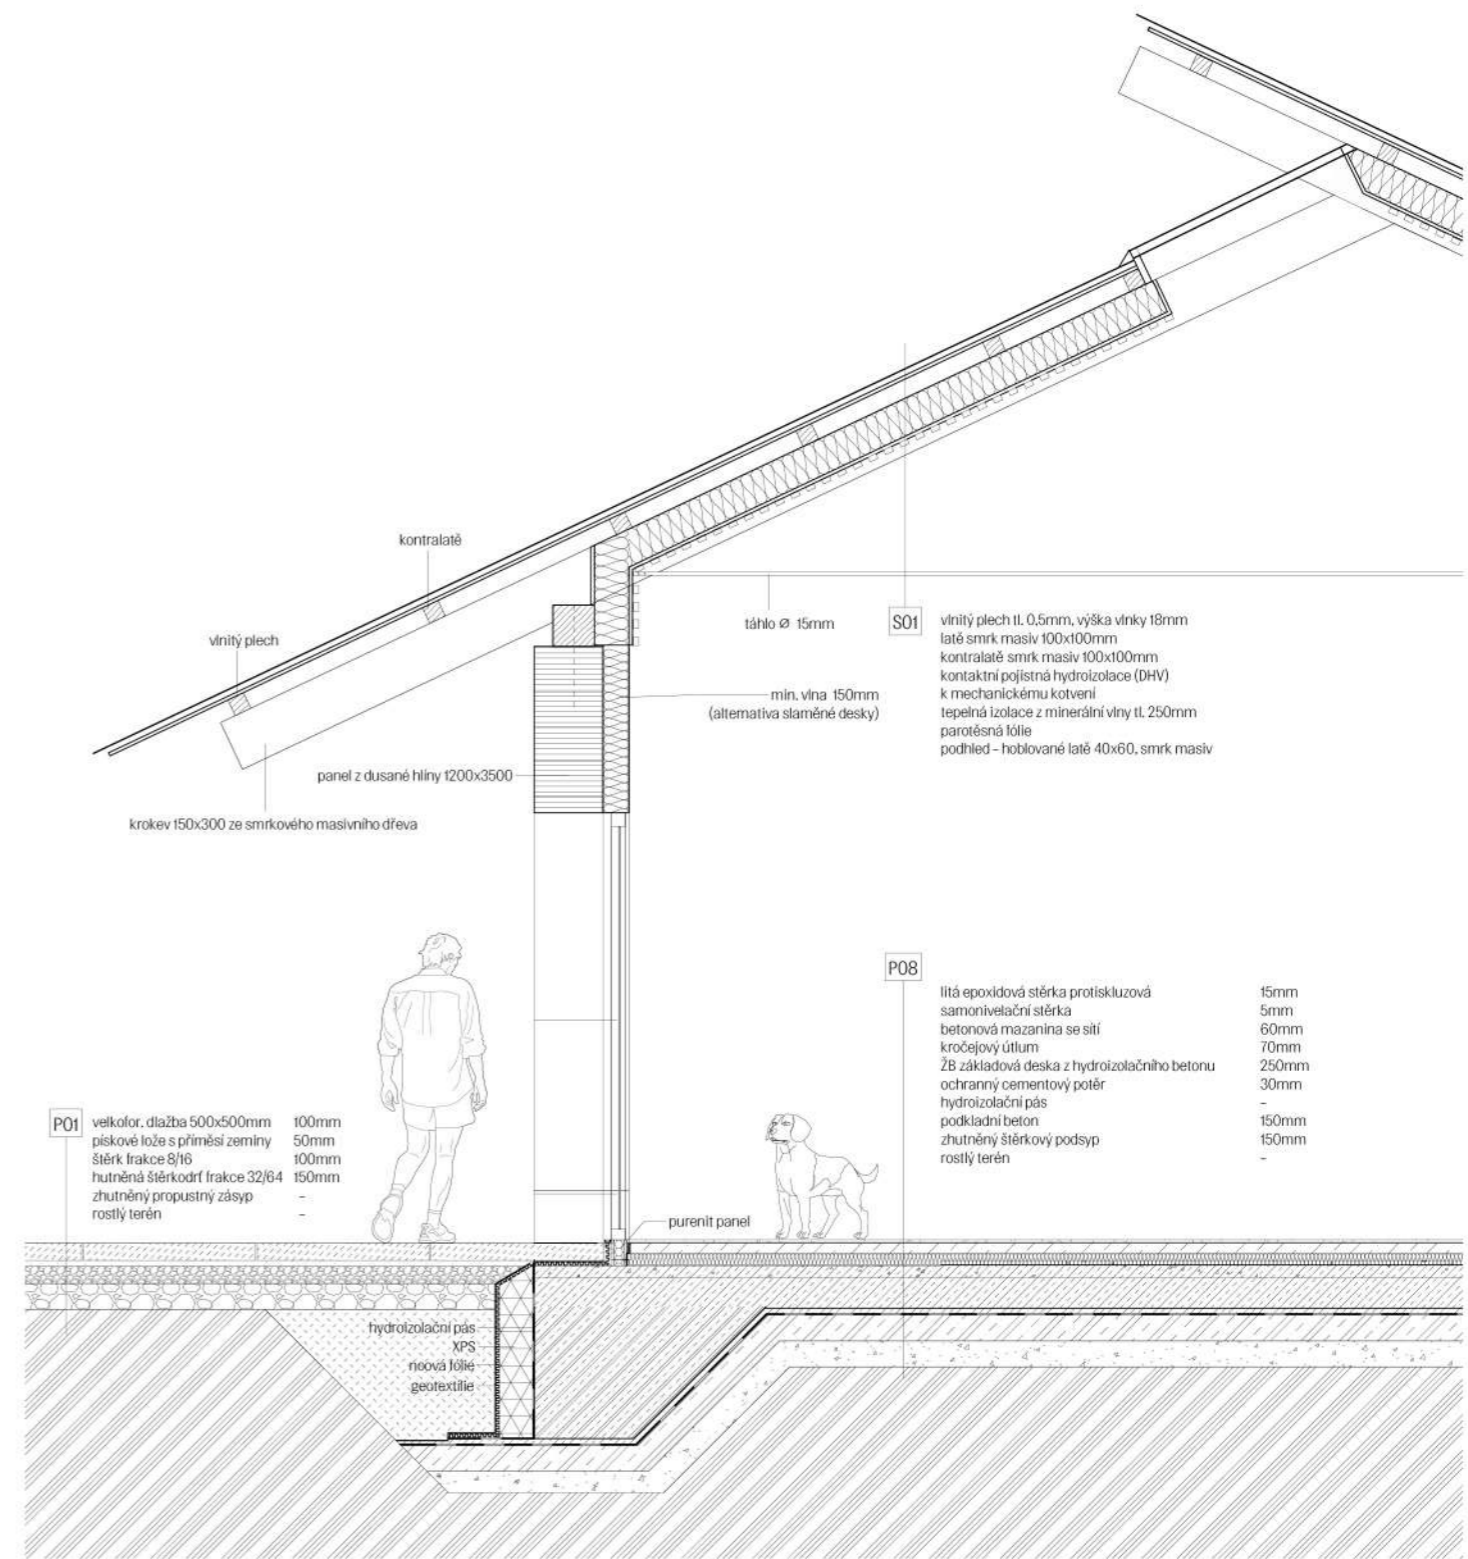 kontralatě
vlnitý plech
táhlo Ø 15mm
S01
vlnitý plech tl. 0,5mm, výška vlnky 18mm
latě smrk masiv 100x100mm
kontralatě smrk masiv 100x100mm
kontaktní pojistná hydroizolace (DHV)
k mechanickému kotvení
tepelná izolace z minerální vlny tl. 250mm
parotěsná fólie
podhled - hoblované latě 40x60, smrk masiv
min. vlna 150mm
(alternativa slaměné desky)
panel z dusané hlíny 1200x3500
krokev 150x300 ze smrkového masivního dřeva
P08
litá epoxidová stěrka protiskluzová 15mm
samonivelační stěrka 5mm
betonová mazanina se sítí 60mm
kročejový útlum 70mm
ŽB základová deska z hydroizolačního betonu 250mm
ochranný cementový potěr 30mm
hydroizolační pás -
podkladní beton 150mm
zhutněný štěrkový podsyp 150mm
rostlý terén -
P01
velkofor. dlažba 500x500mm 100mm
pískové lože s příměsí zeminy 50mm
štěrk frakce 8/16 100mm
hutněná štěrkodrť frakce 32/64 150mm
zhutněný propustný zásyp -
rostlý terén -
purenit panel
hydroizolační pás
XPS
nopová fólie
geotextílie